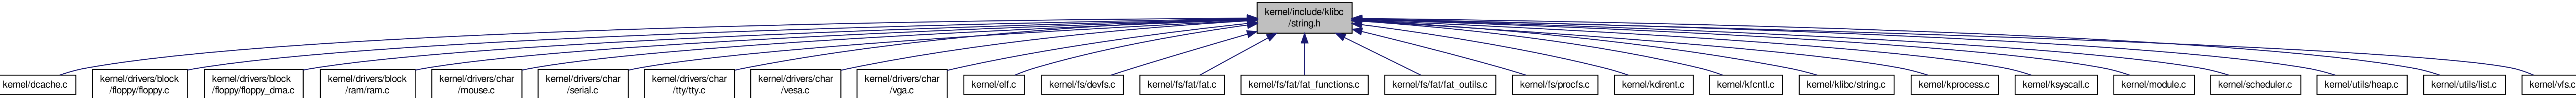 kernel/include/klibc
/string.h
kernel/dcache.c
kernel/drivers/block
/floppy/floppy.c
kernel/drivers/block
/floppy/floppy_dma.c
kernel/drivers/block
/ram/ram.c
kernel/drivers/char
/mouse.c
kernel/drivers/char
/serial.c
kernel/drivers/char
/tty/tty.c
kernel/drivers/char
/vesa.c
kernel/drivers/char
/vga.c
kernel/elf.c
kernel/fs/devfs.c
kernel/fs/fat/fat.c
kernel/fs/fat/fat_functions.c
kernel/fs/fat/fat_outils.c
kernel/fs/procfs.c
kernel/kdirent.c
kernel/kfcntl.c
kernel/klibc/string.c
kernel/kprocess.c
kernel/ksyscall.c
kernel/module.c
kernel/scheduler.c
kernel/utils/heap.c
kernel/utils/list.c
kernel/vfs.c